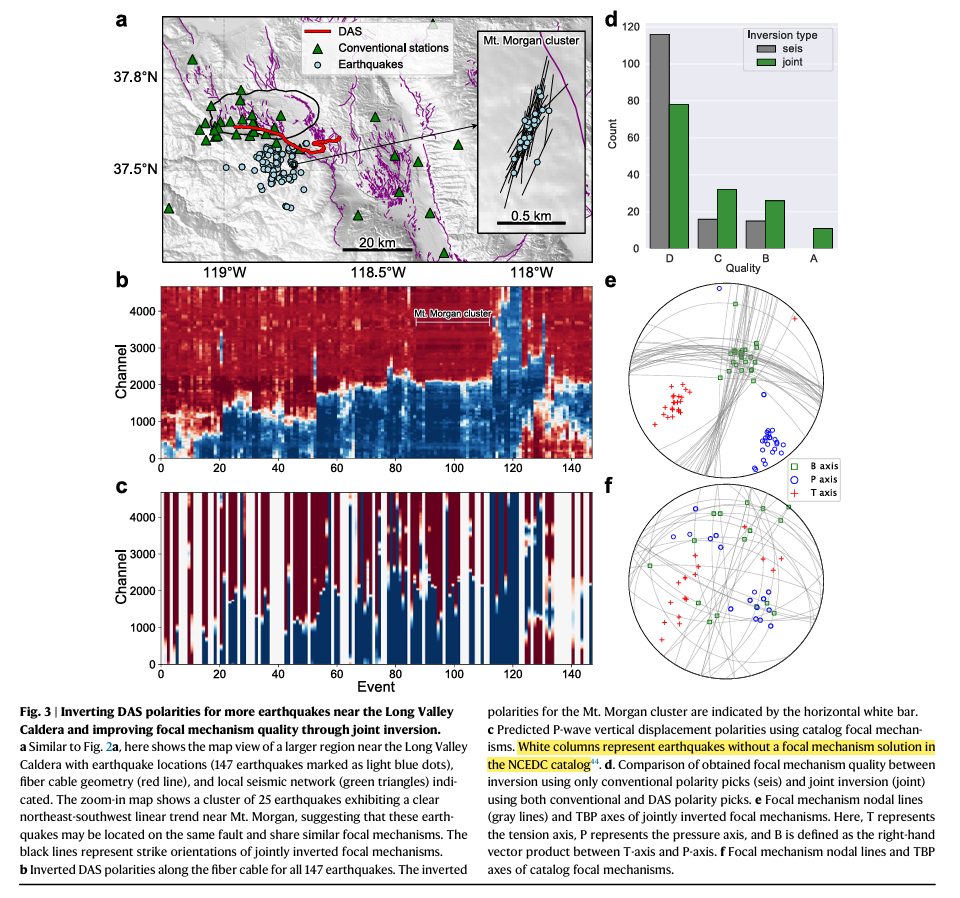 a
DAS
Conventional stations
Earthquakes
Mt. Morgan cluster
0.5 km
20 km
37.8°N
37.5°N
119°W
118.5°W
118°W
d
Inversion type
seis
joint
Count
120
100
80
60
40
20
0
D
C
B
A
Quality
b
Mt. Morgan cluster
Channel
4000
3000
2000
1000
0
0
20
40
60
80
100
120
140
e
B axis
P axis
T axis
c
Channel
4000
3000
2000
1000
0
0
20
40
60
80
100
120
140
Event
f
Fig. 3 | Inverting DAS polarities for more earthquakes near the Long Valley
Caldera and improving focal mechanism quality through joint inversion.
a Similar to Fig. 2a, here shows the map view of a larger region near the Long Valley
Caldera with earthquake locations (147 earthquakes marked as light blue dots),
fiber cable geometry (red line), and local seismic network (green triangles) indi-
cated. The zoom-in map shows a cluster of 25 earthquakes exhibiting a clear
northeast-southwest linear trend near Mt. Morgan, suggesting that these earth-
quakes may be located on the same fault and share similar focal mechanisms. The
black lines represent strike orientations of jointly inverted focal mechanisms.
b Inverted DAS polarities along the fiber cable for all 147 earthquakes. The inverted
polarities for the Mt. Morgan cluster are indicated by the horizontal white bar.
c Predicted P-wave vertical displacement polarities using catalog focal mechan-
isms. White columns represent earthquakes without a focal mechanism solution in
the NCEDC catalog44. d. Comparison of obtained focal mechanism quality between
inversion using only conventional polarity picks (seis) and joint inversion (joint)
using both conventional and DAS polarity picks. e Focal mechanism nodal lines
(gray lines) and TBP axes of jointly inverted focal mechanisms. Here, T represents
the tension axis, P represents the pressure axis, and B is defined as the right-hand
vector product between T-axis and P-axis. f Focal mechanism nodal lines and TBP
axes of catalog focal mechanisms.